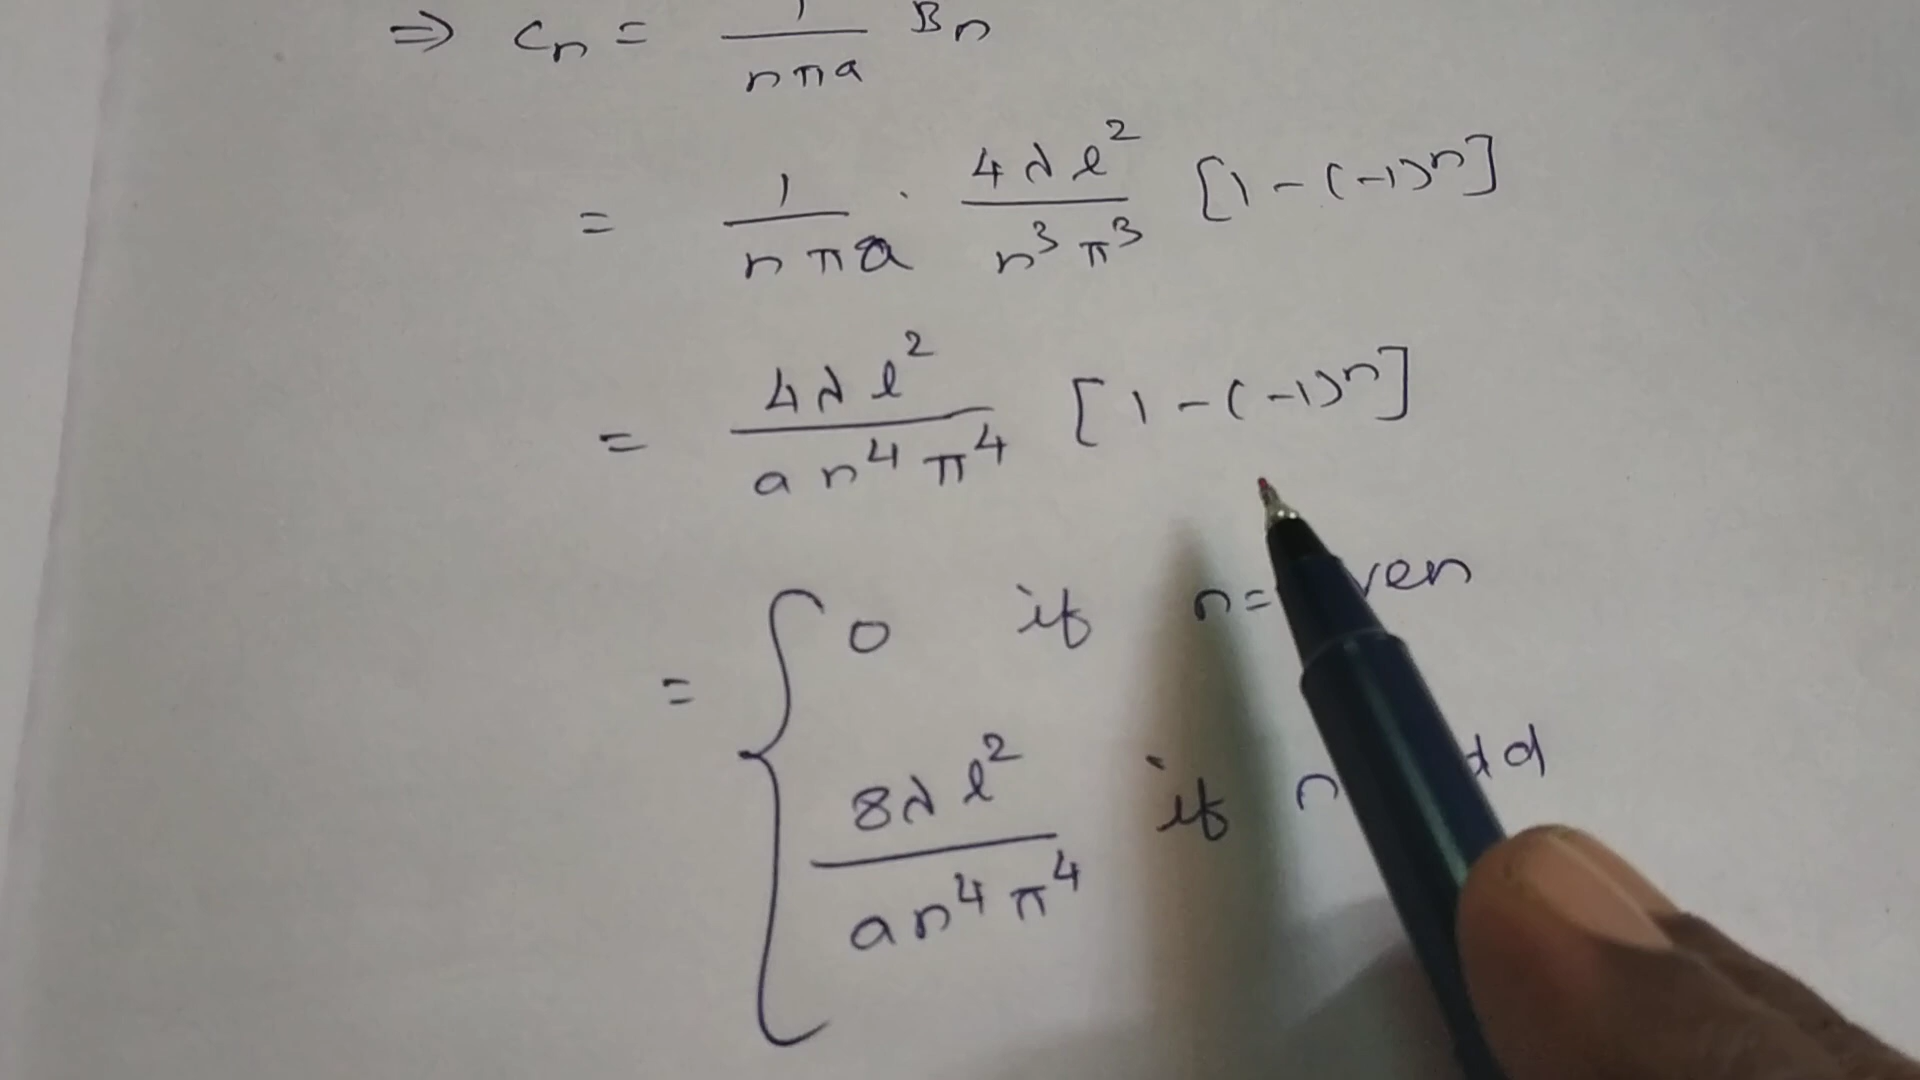 ⇒ Cn = 1/nπa Bn
= 1/nπa · 4λl²/n³π³ [1-(-1)ⁿ]
= 4λl²/an⁴π⁴ [1-(-1)ⁿ]
= { 0 if n=
8λl²/an⁴π⁴ if n